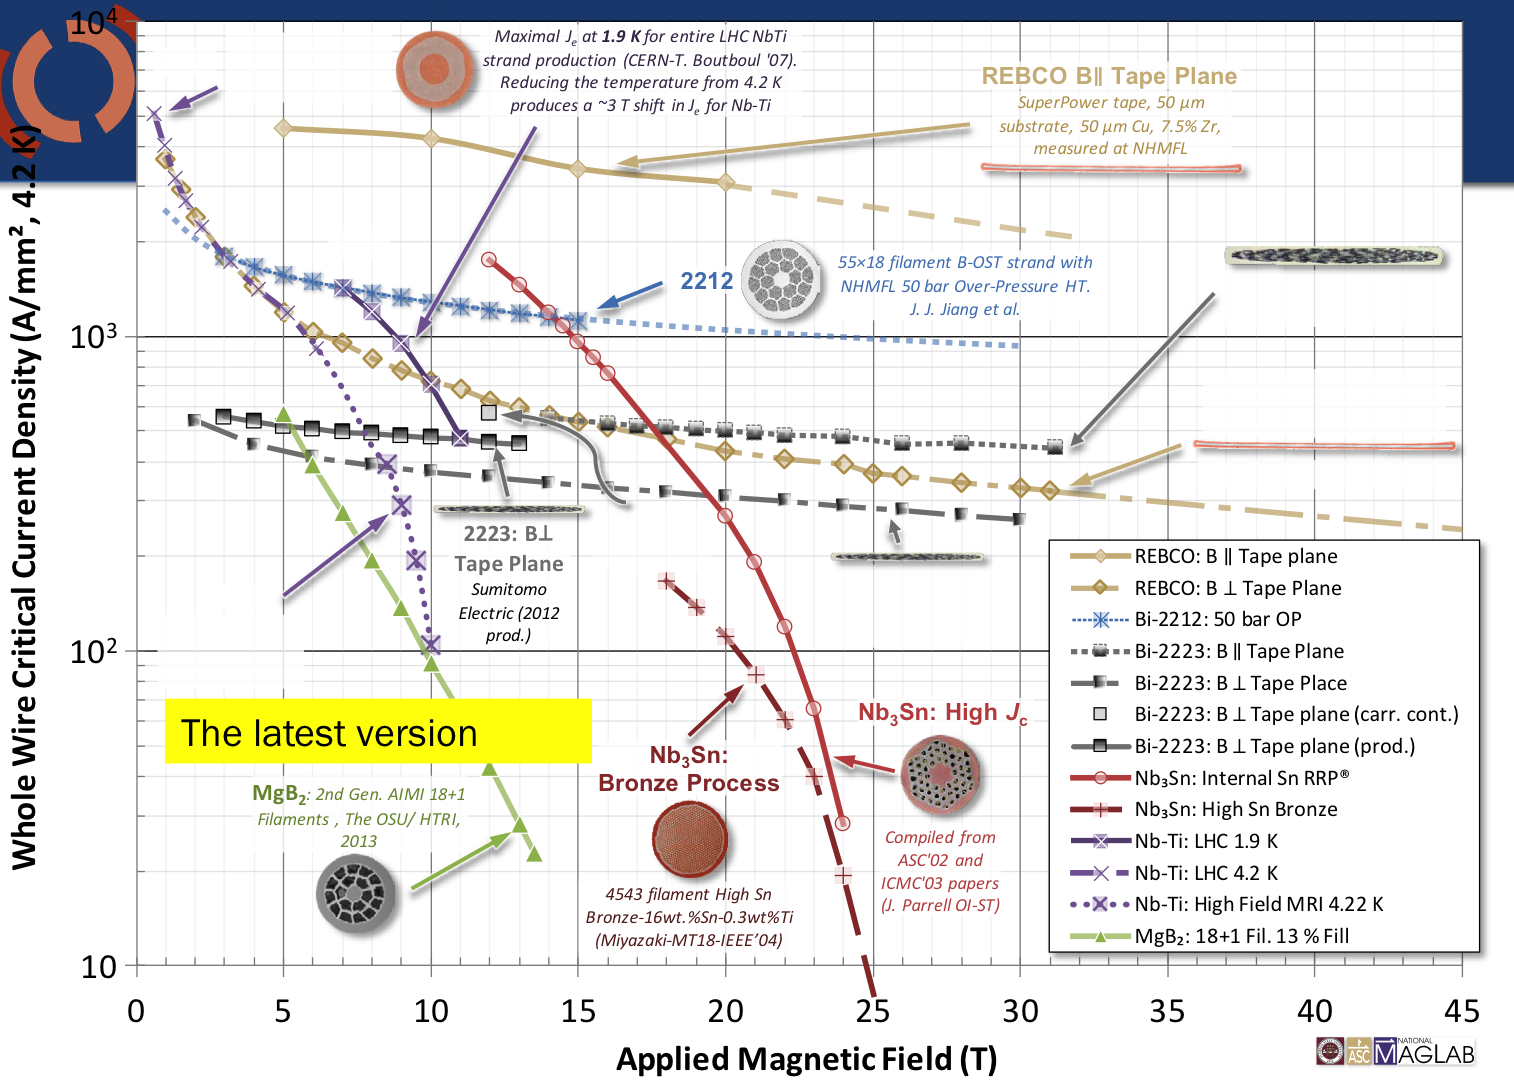 Maximal Je at 1.9 K for entire LHC NbTi
strand production (CERN-T. Boutboul '07).
Reducing the temperature from 4.2 K
produces a ~3 T shift in Je for Nb-Ti
REBCO B∥ Tape Plane
SuperPower tape, 50 µm
substrate, 50 µm Cu, 7.5% Zr,
measured at NHMFL
2212
55×18 filament B-OST strand with
NHMFL 50 bar Over-Pressure HT.
J. J. Jiang et al.
2223: B⊥
Tape Plane
Sumitomo
Electric (2012
prod.)
The latest version
MgB₂: 2nd Gen. AIMI 18+1
Filaments , The OSU/ HTRI,
2013
Nb₃Sn:
Bronze Process
4543 filament High Sn
Bronze-16wt.%Sn-0.3wt%Ti
(Miyazaki-MT18-IEEE’04)
Nb₃Sn: High Jc
Compiled from
ASC'02 and
ICMC'03 papers
(J. Parrell OI-ST)
REBCO: B ∥ Tape plane
REBCO: B ⊥ Tape Plane
Bi-2212: 50 bar OP
Bi-2223: B ∥ Tape Plane
Bi-2223: B ⊥ Tape Place
Bi-2223: B ⊥ Tape plane (carr. cont.)
Bi-2223: B ⊥ Tape plane (prod.)
Nb₃Sn: Internal Sn RRP®
Nb₃Sn: High Sn Bronze
Nb-Ti: LHC 1.9 K
Nb-Ti: LHC 4.2 K
Nb-Ti: High Field MRI 4.22 K
MgB₂: 18+1 Fil. 13 % Fill
Whole Wire Critical Current Density (A/mm², 4.2 K)
10⁴
10³
10²
10
0 5 10 15 20 25 30 35 40 45
Applied Magnetic Field (T)
ASC
NATIONAL
MAGLAB